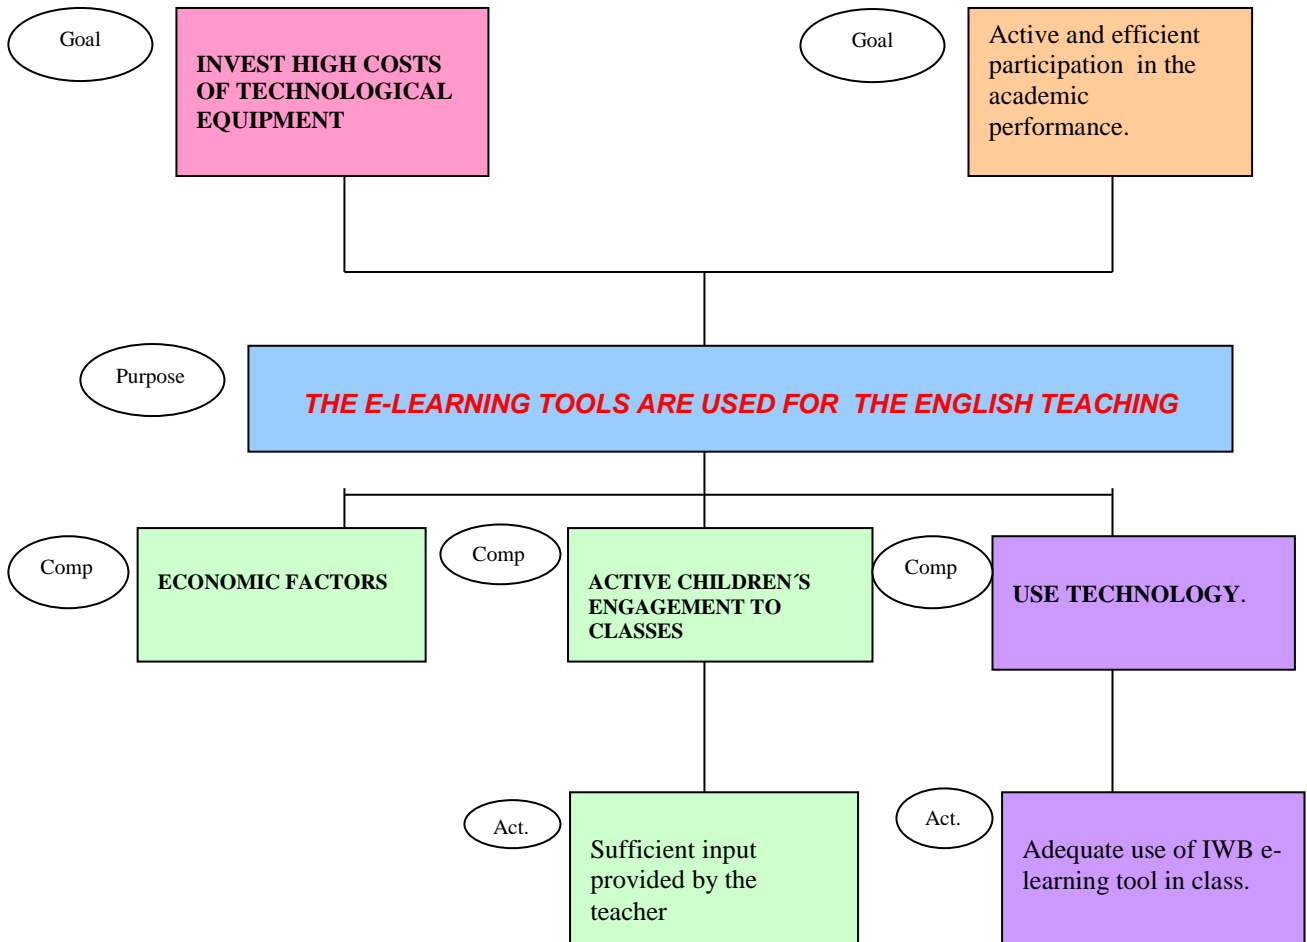 Goal
INVEST HIGH COSTS
OF TECHNOLOGICAL
EQUIPMENT
Goal
Active and efficient
participation in the
academic
performance.
Purpose
THE E-LEARNING TOOLS ARE USED FOR THE ENGLISH TEACHING
Comp
ECONOMIC FACTORS
Comp
ACTIVE CHILDREN´S
ENGAGEMENT TO
CLASSES
Comp
USE TECHNOLOGY.
Act.
Sufficient input
provided by the
teacher
Act.
Adequate use of IWB e-
learning tool in class.